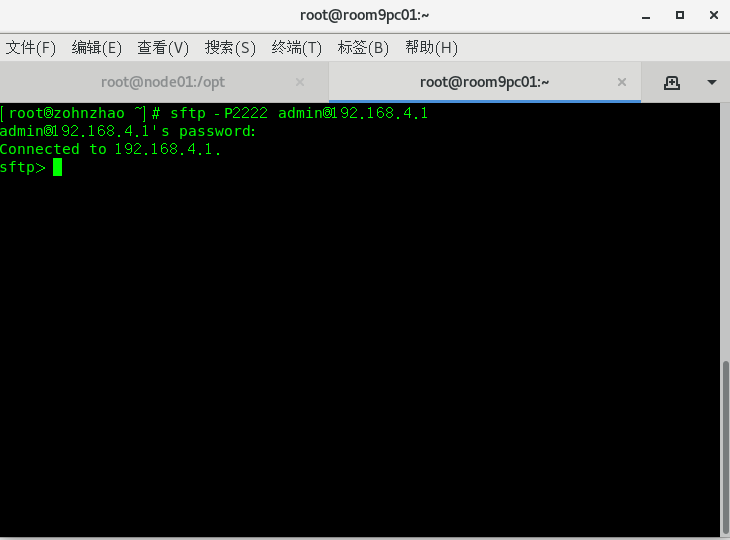 root@room9pc01:~
文件(F) 编辑(E) 查看(V) 搜索(S) 终端(T) 标签(B) 帮助(H)
root@node01:/opt root@room9pc01:~
[root@zohnzhao ~]# sftp -P2222 admin@192.168.4.1
admin@192.168.4.1's password:
Connected to 192.168.4.1.
sftp>